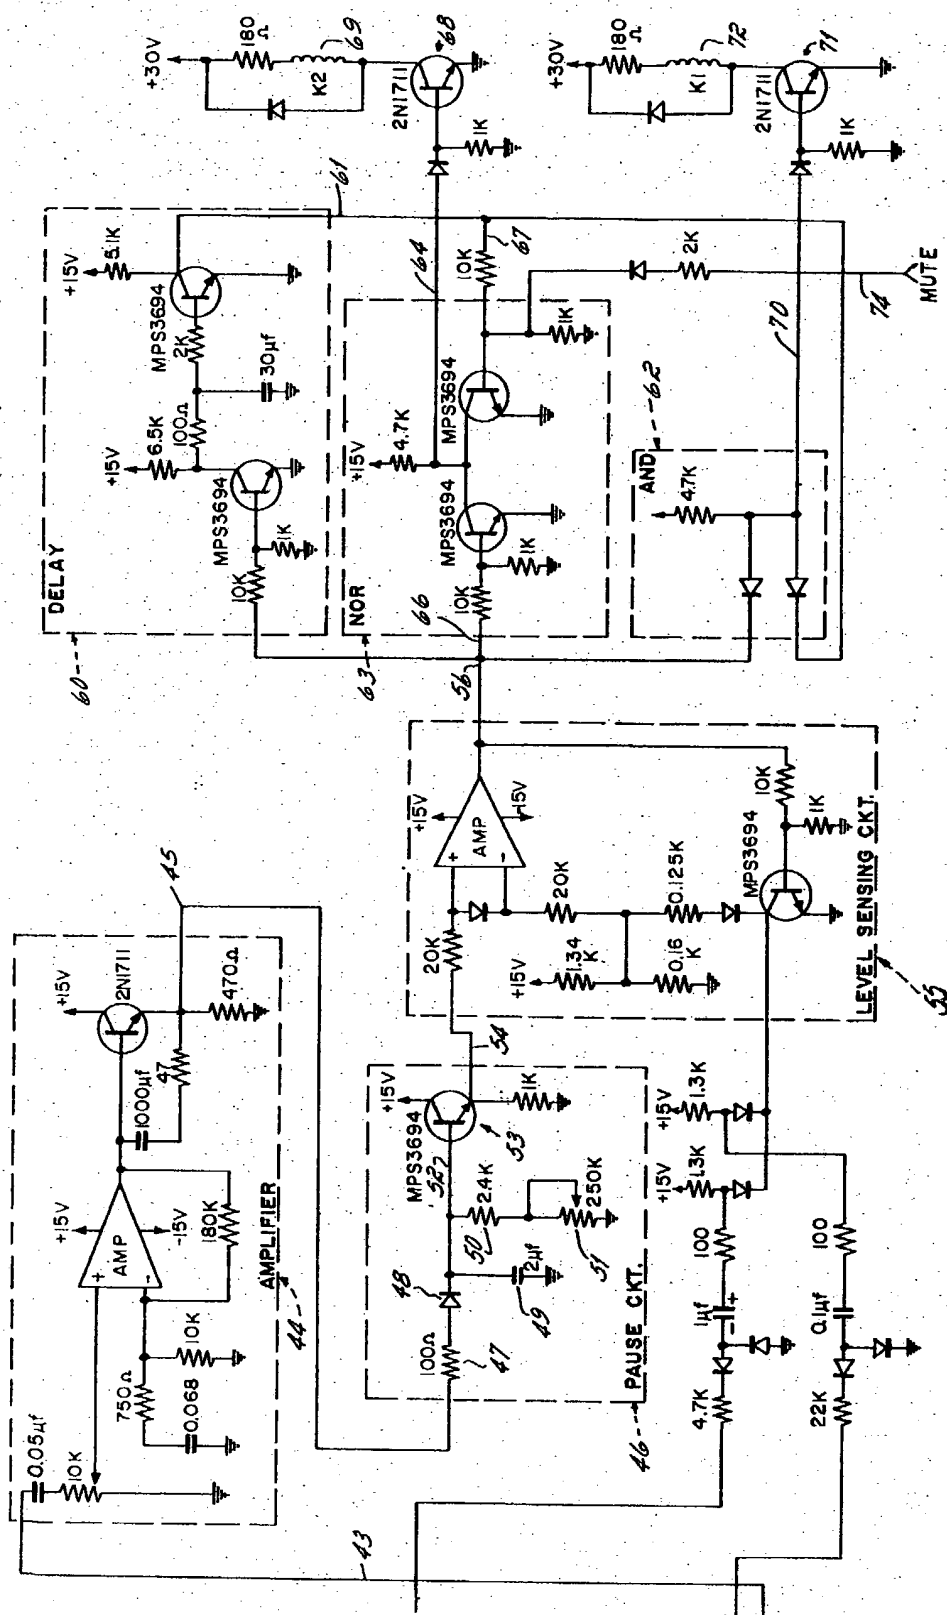 +30V
180
Ω
69
K2
68
2N1711
1K
+30V
180
Ω
72
K1
71
2N1711
1K
61
+15V
5.1K
MPS3694
2K
30µf
+15V
6.5K
100Ω
MPS3694
1K
10K
DELAY
60
64
67
10K
1K
2K
74
MUTE
70
+15V
4.7K
MPS3694
MPS3694
1K
10K
NOR
63
66
62
AND
4.7K
56
+15V
-15V
AMP
+
-
20K
20K
+15V
1.34
K
0.16
K
0.125K
MPS3694
10K
1K
LEVEL SENSING CKT.
55
45
+15V
2N1711
470Ω
47
1000µf
+15V
-15V
AMP
+
-
180K
10K
750Ω
0.068
0.05µf
10K
AMPLIFIER
44
54
+15V
MPS3694
52
53
1K
2.4K
50
250K
51
48
2µf
49
100Ω
47
PAUSE CKT.
46
+15V
1.3K
+15V
1.3K
100
1µf
+
-
4.7K
100
0.1µf
22K
43